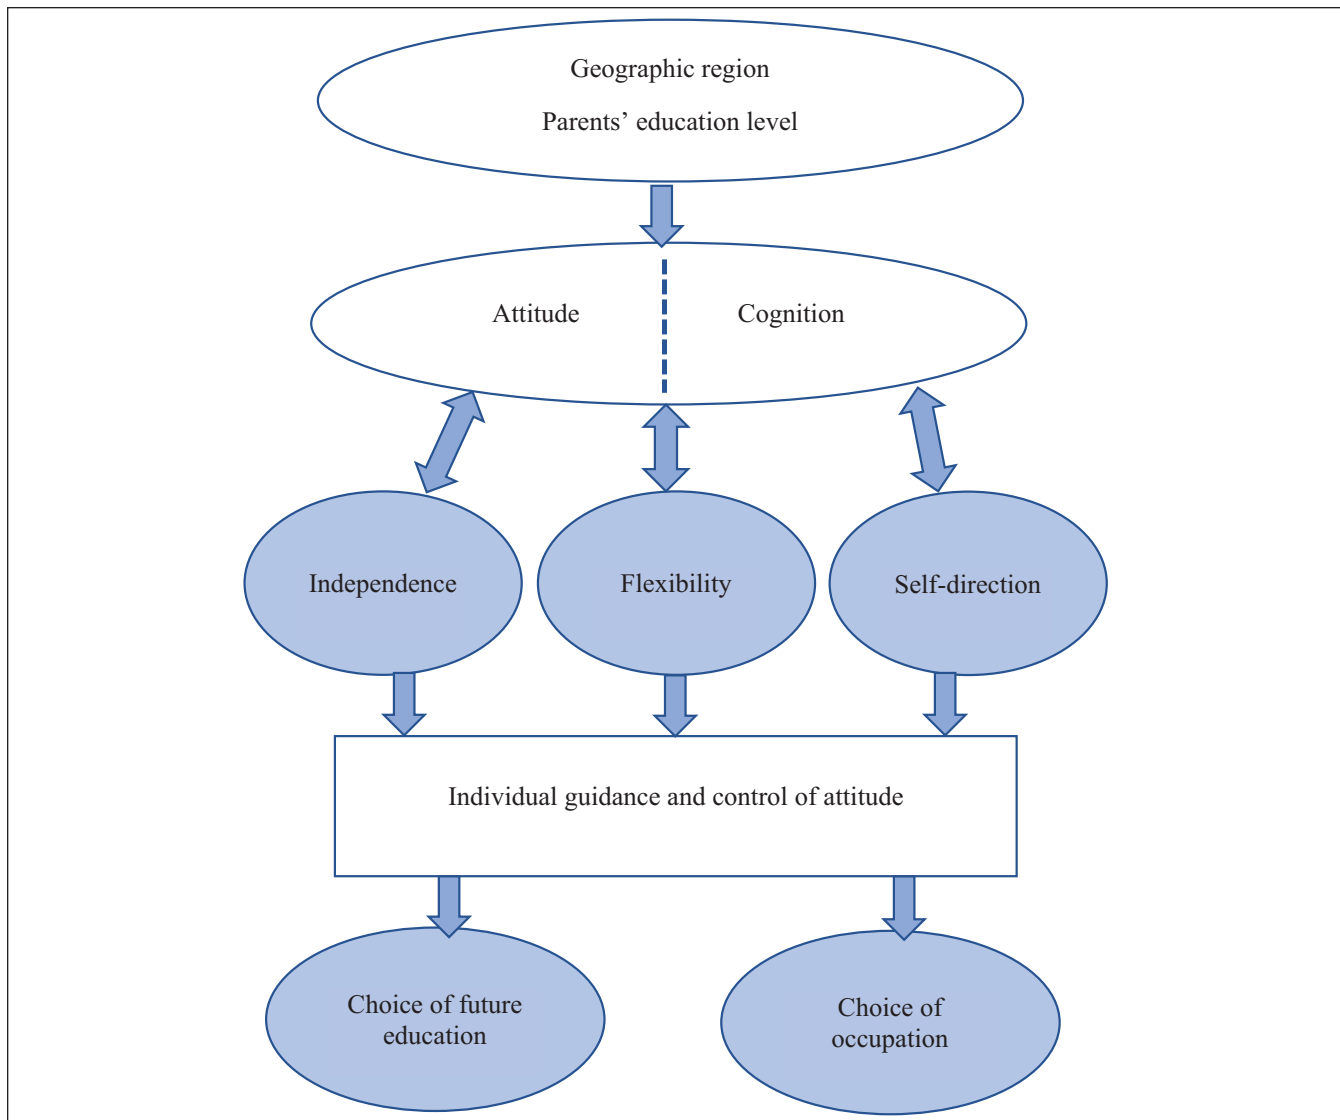 Geographic region
Parents’ education level
Attitude
Cognition
Independence
Flexibility
Self-direction
Individual guidance and control of attitude
Choice of future
education
Choice of
occupation